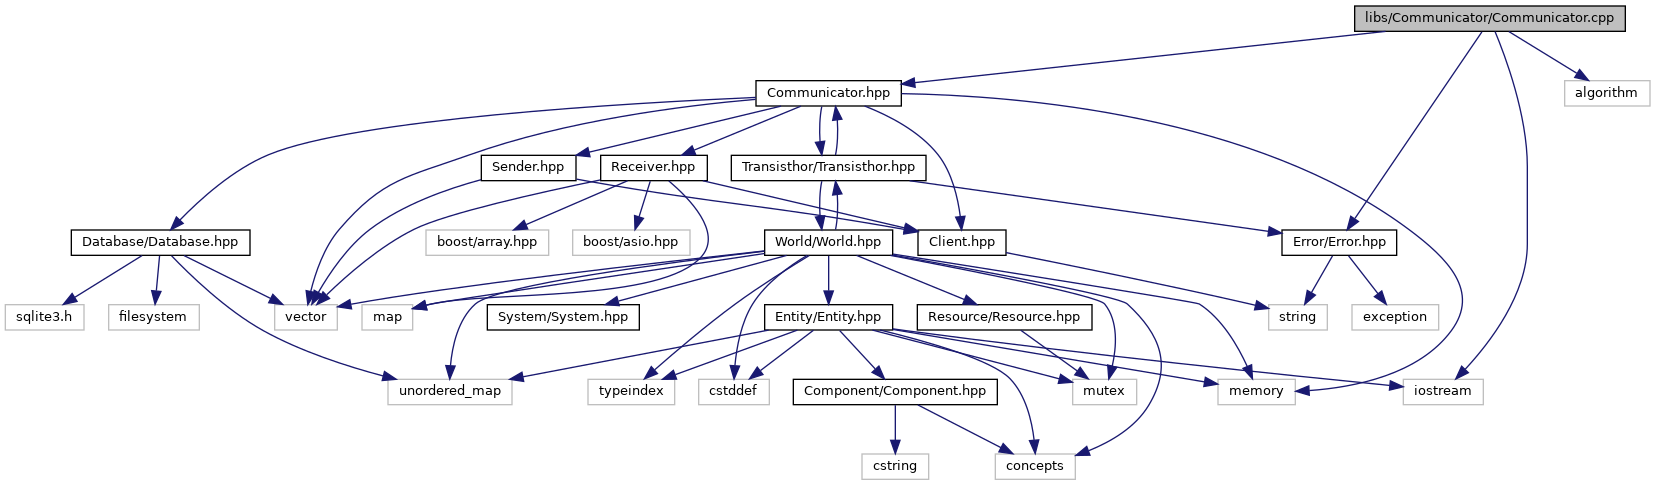 libs/Communicator/Communicator.cpp
Communicator.hpp
algorithm
Sender.hpp
Receiver.hpp
Transisthor/Transisthor.hpp
Database/Database.hpp
boost/array.hpp
boost/asio.hpp
World/World.hpp
Client.hpp
Error/Error.hpp
sqlite3.h
filesystem
vector
map
System/System.hpp
Entity/Entity.hpp
Resource/Resource.hpp
string
exception
unordered_map
typeindex
cstddef
Component/Component.hpp
mutex
memory
iostream
cstring
concepts